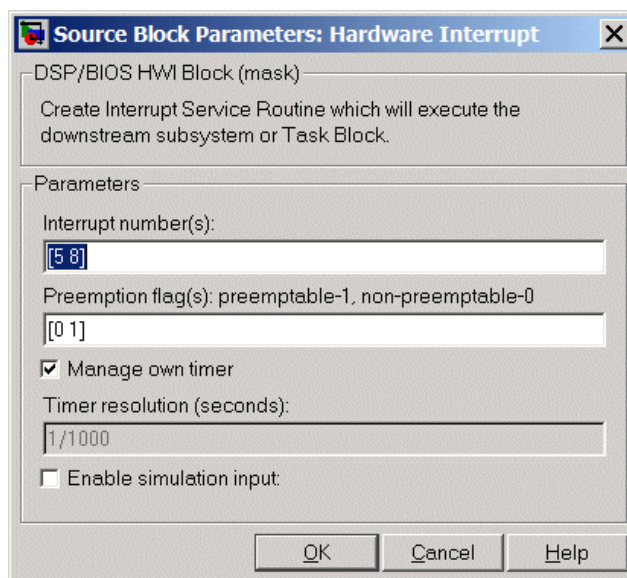 Source Block Parameters: Hardware Interrupt
DSP/BIOS HWI Block (mask)
Create Interrupt Service Routine which will execute the
downstream subsystem or Task Block.
Parameters
Interrupt number(s):
[5 8]
Preemption flag(s): preemptable-1, non-preemptable-0
[0 1]
Manage own timer
Timer resolution (seconds):
1/1000
Enable simulation input:
OK Cancel Help